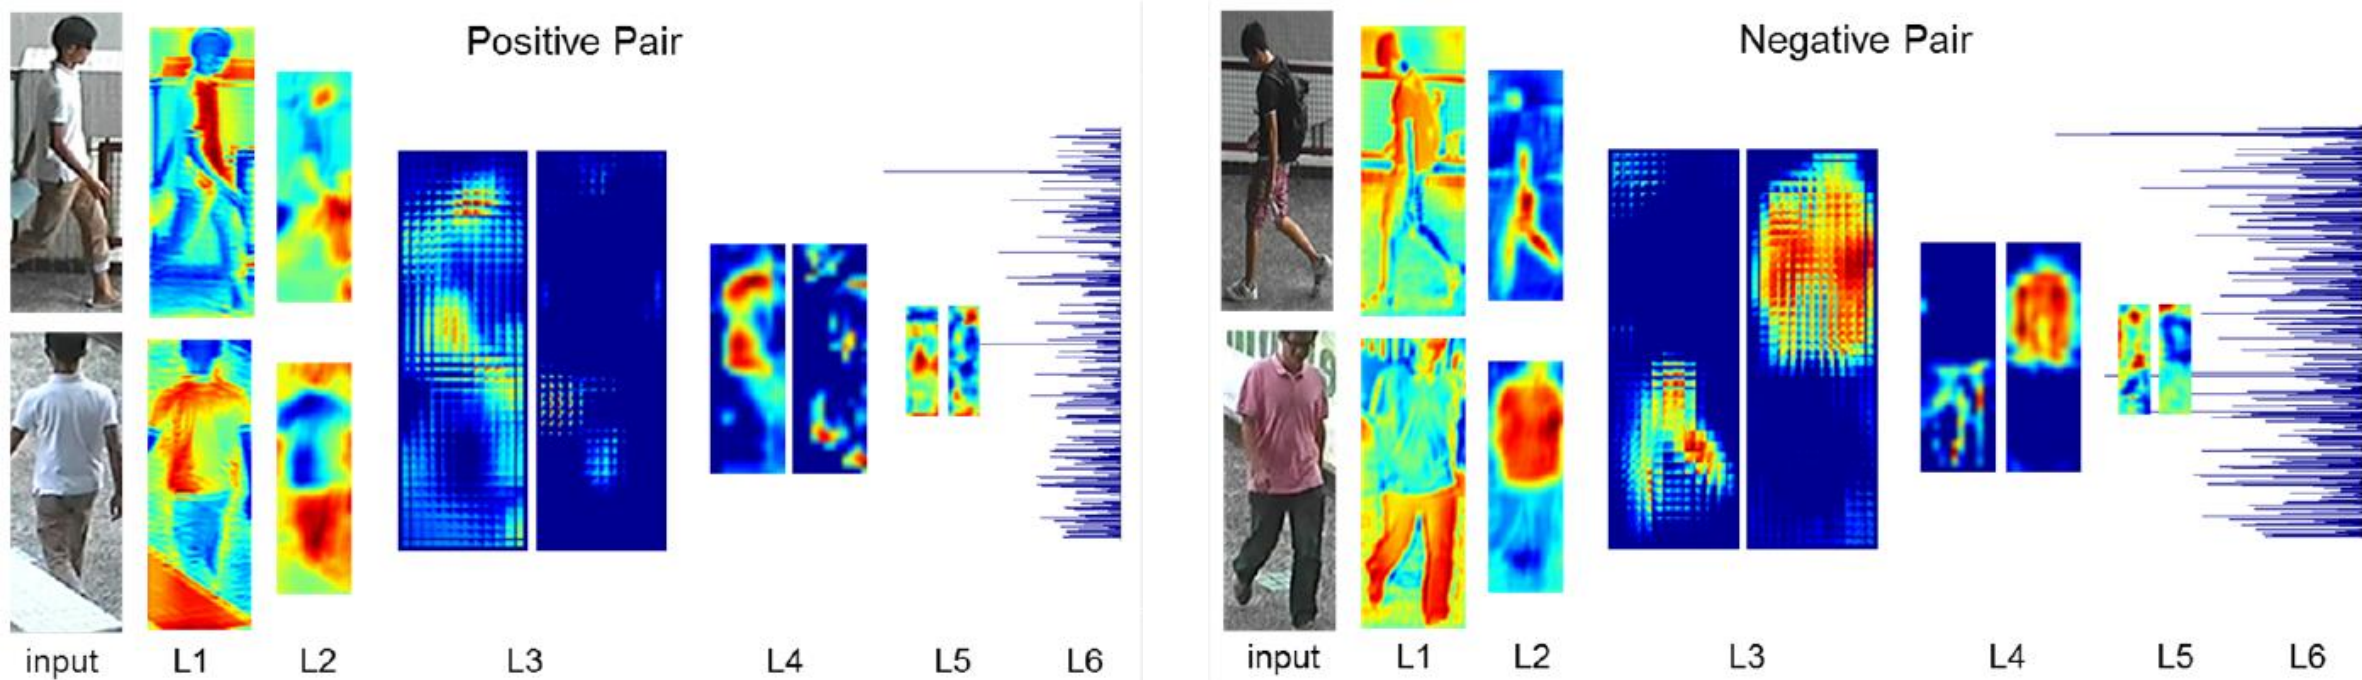 Positive Pair
input L1 L2 L3 L4 L5 L6
Negative Pair
input L1 L2 L3 L4 L5 L6